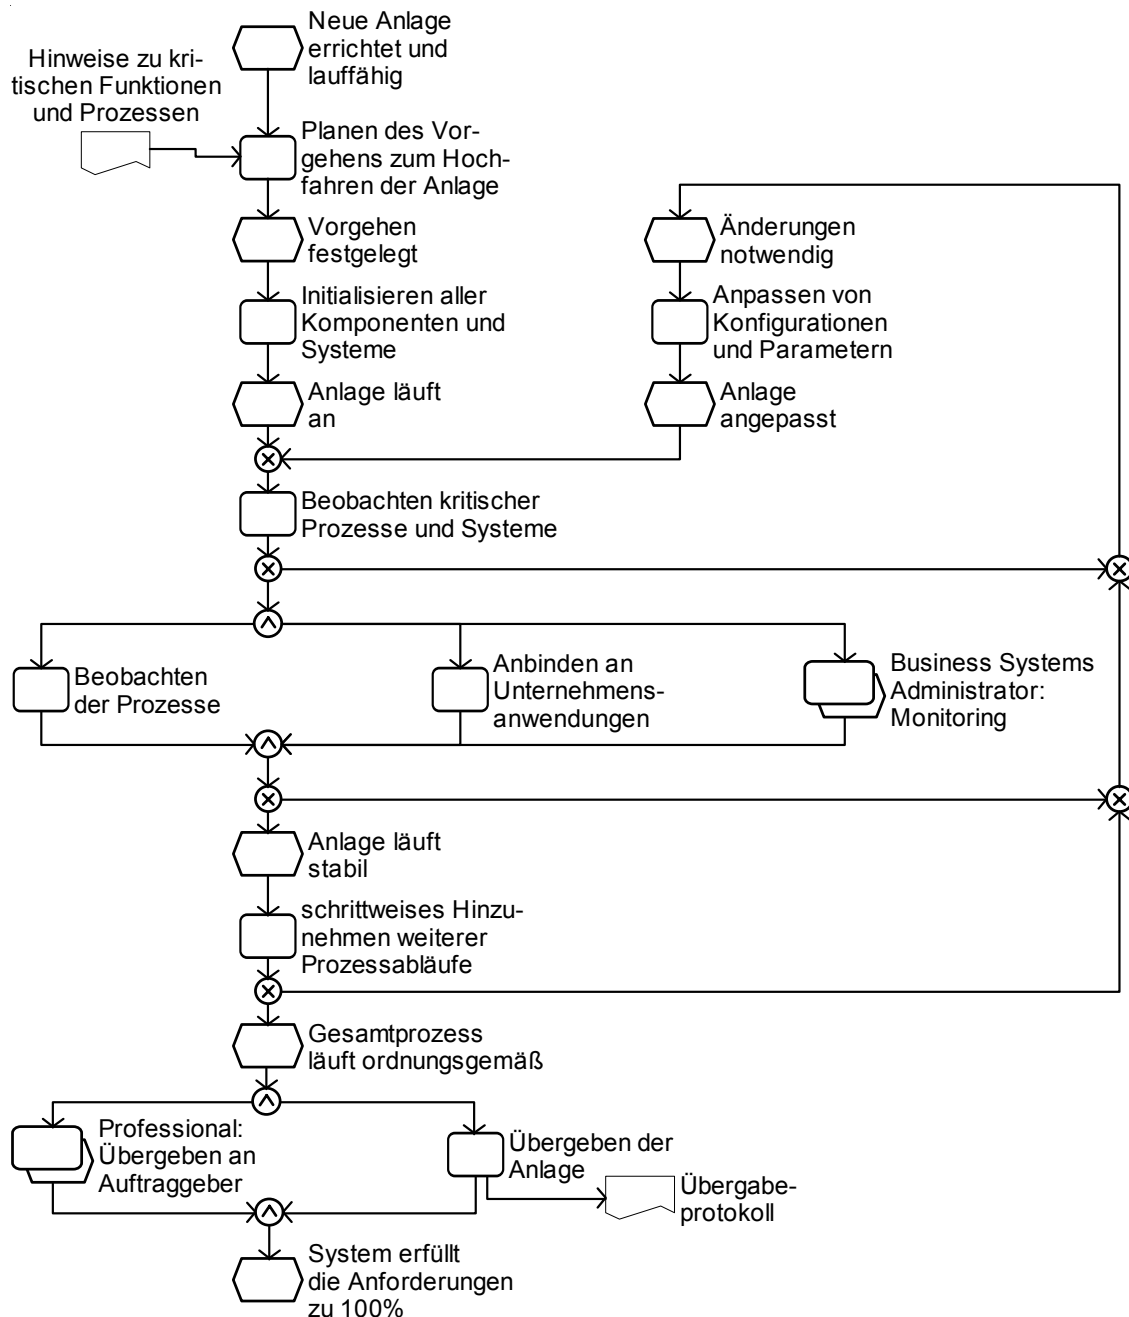 Neue Anlage
errichtet und
lauffähig
Hinweise zu kri-
tischen Funktionen
und Prozessen
Planen des Vor-
gehens zum Hoch-
fahren der Anlage
Vorgehen
festgelegt
Änderungen
notwendig
Initialisieren aller
Komponenten und
Systeme
Anpassen von
Konfigurationen
und Parametern
Anlage läuft
an
Anlage
angepasst
Beobachten kritischer
Prozesse und Systeme
Beobachten
der Prozesse
Anbinden an
Unternehmens-
anwendungen
Business Systems
Administrator:
Monitoring
Anlage läuft
stabil
schrittweises Hinzu-
nehmen weiterer
Prozessabläufe
Gesamtprozess
läuft ordnungsgemäß
Professional:
Übergeben an
Auftraggeber
Übergeben der
Anlage
Übergabe-
protokoll
System erfüllt
die Anforderungen
zu 100%